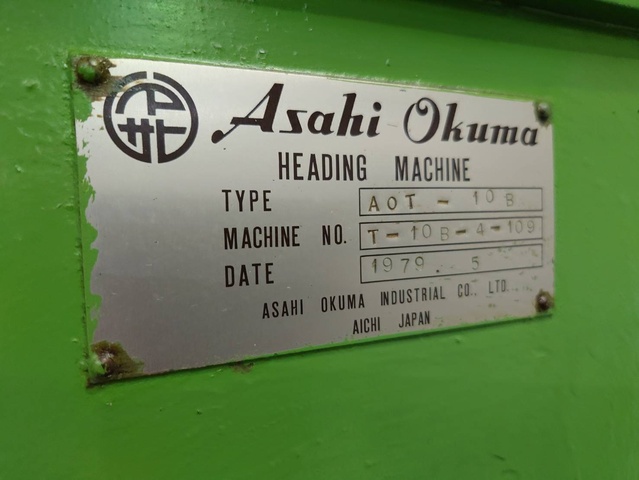 Asahi Okuma
HEADING MACHINE
TYPE AOT - 10B
MACHINE NO. T-10B-4-109
DATE 1979. 5
ASAHI OKUMA INDUSTRIAL CO., LTD.
AICHI JAPAN